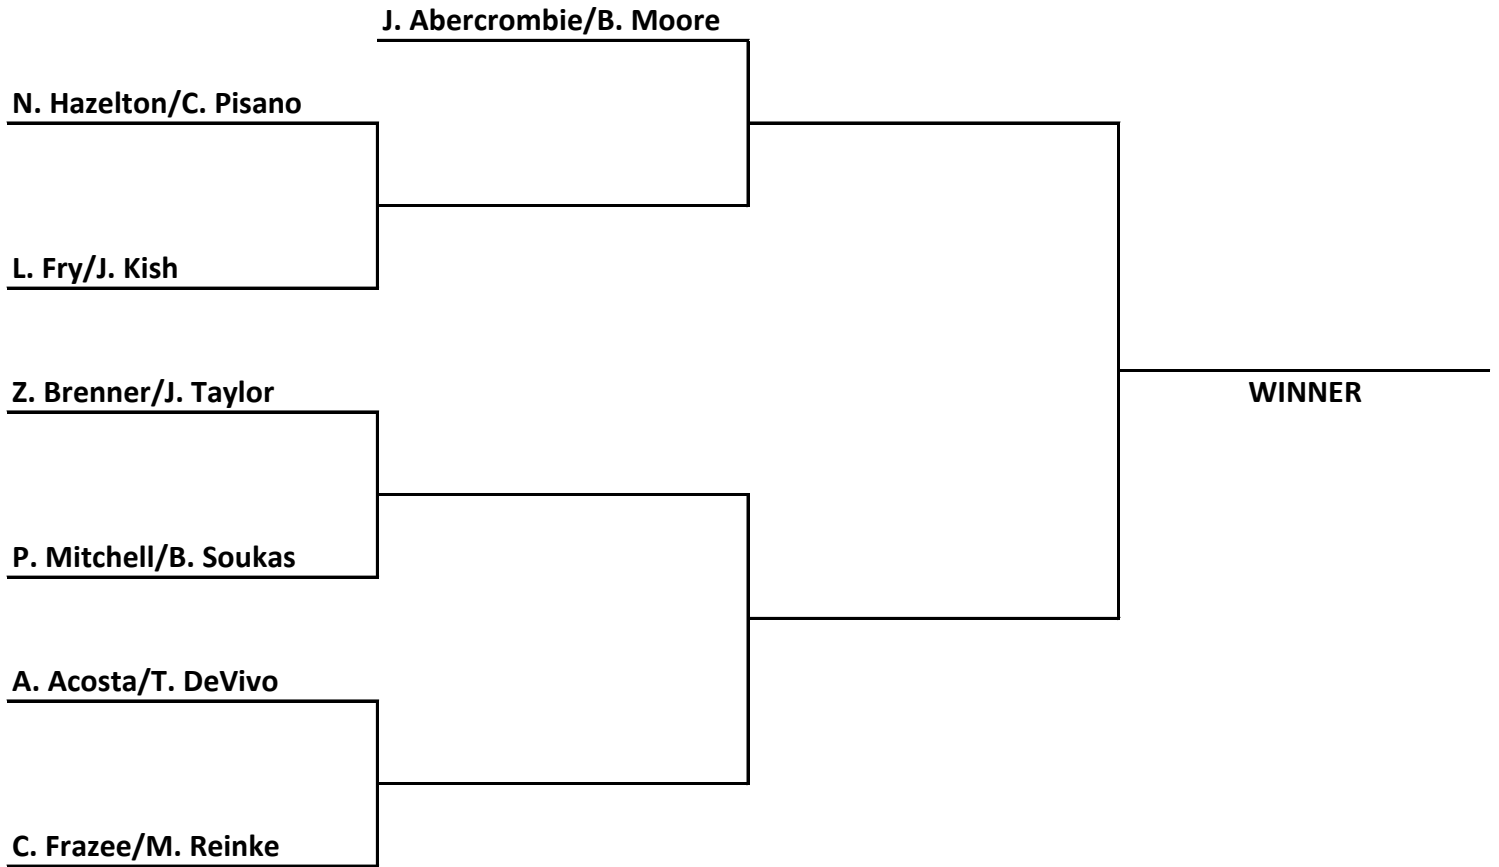 J. Abercrombie/B. Moore
N. Hazelton/C. Pisano
L. Fry/J. Kish
Z. Brenner/J. Taylor
WINNER
P. Mitchell/B. Soukas
A. Acosta/T. DeVivo
C. Frazee/M. Reinke